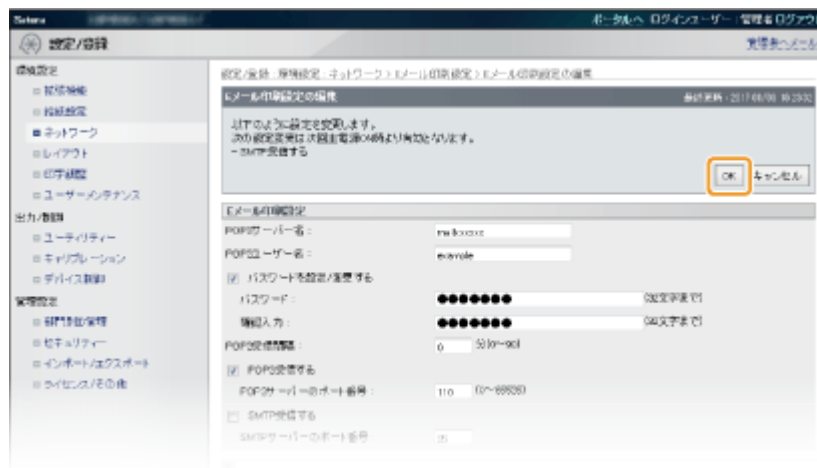 Satera
ポータルへ ログインユーザー: 管理者 ログアウト
設定/登録
管理者へメール
環境設定
拡張機能
給紙設定
ネットワーク
レイアウト
印字調整
ユーザーメンテナンス
出力/制御
ユーティリティー
キャリブレーション
デバイス制御
管理設定
部門別ID管理
セキュリティー
インポート/エクスポート
ライセンス/その他
設定/登録 : 環境設定 : ネットワーク > Eメール印刷設定 > Eメール印刷設定の編集
Eメール印刷設定の編集
最終更新 :
以下のように設定を変更します。
次の設定変更は次回主電源ON時より有効となります。
- SMTP受信する
OK キャンセル
Eメール印刷設定
POP3サーバー名 :
POP3ユーザー名 : example
パスワードを設定/変更する
パスワード : ●●●●●●● (32文字まで)
確認入力 : ●●●●●●● (32文字まで)
POP3受信間隔 : 0 分(0~90)
POP3受信する
POP3サーバーのポート番号 : 110 (0~65535)
SMTP受信する
SMTPサーバーのポート番号: 25